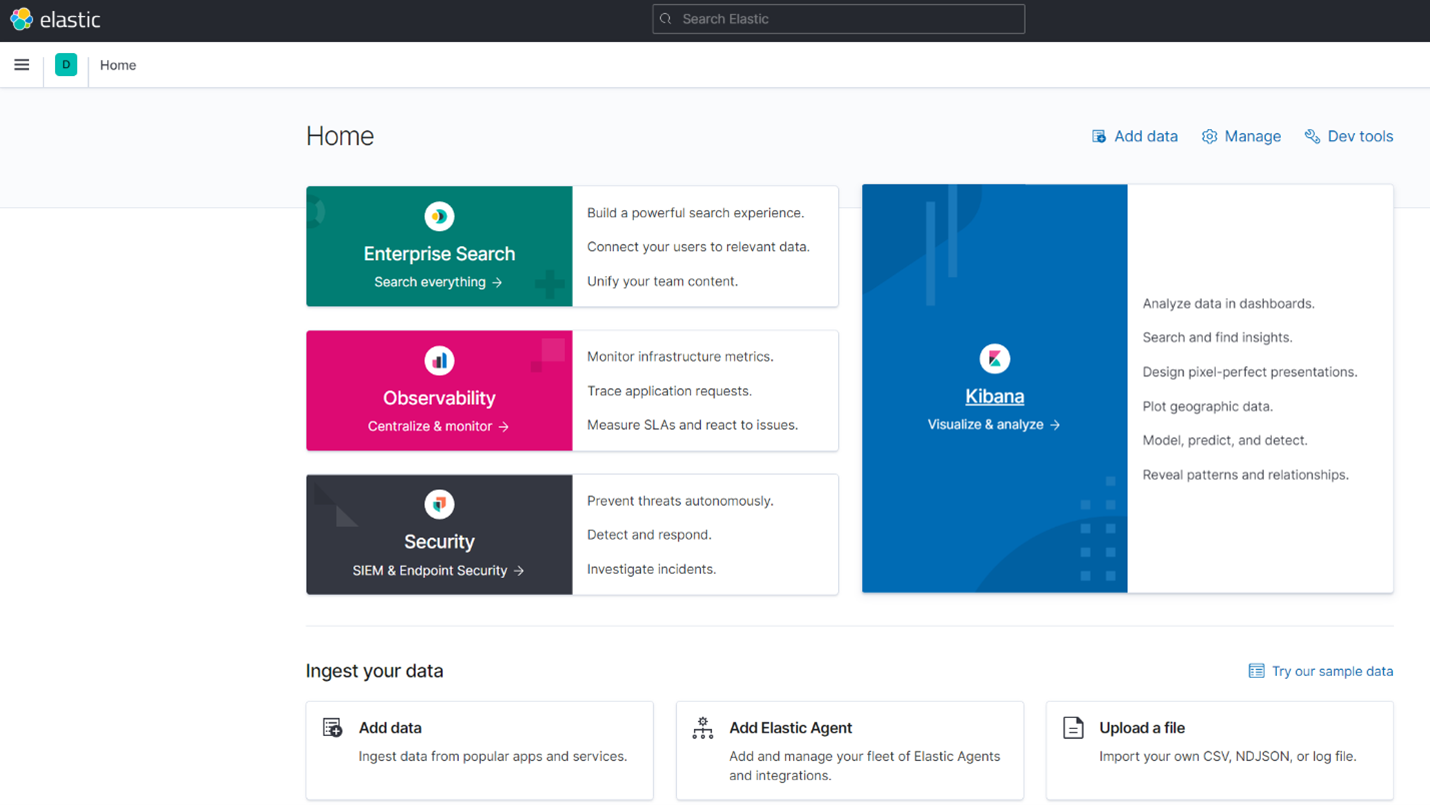 elastic
Search Elastic
D
Home
Home
Add data
Manage
Dev tools
Enterprise Search
Search everything →
Build a powerful search experience.
Connect your users to relevant data.
Unify your team content.
Observability
Centralize & monitor →
Monitor infrastructure metrics.
Trace application requests.
Measure SLAs and react to issues.
Security
SIEM & Endpoint Security →
Prevent threats autonomously.
Detect and respond.
Investigate incidents.
Kibana
Visualize & analyze →
Analyze data in dashboards.
Search and find insights.
Design pixel-perfect presentations.
Plot geographic data.
Model, predict, and detect.
Reveal patterns and relationships.
Ingest your data
Try our sample data
Add data
Ingest data from popular apps and services.
Add Elastic Agent
Add and manage your fleet of Elastic Agents
and integrations.
Upload a file
Import your own CSV, NDJSON, or log file.